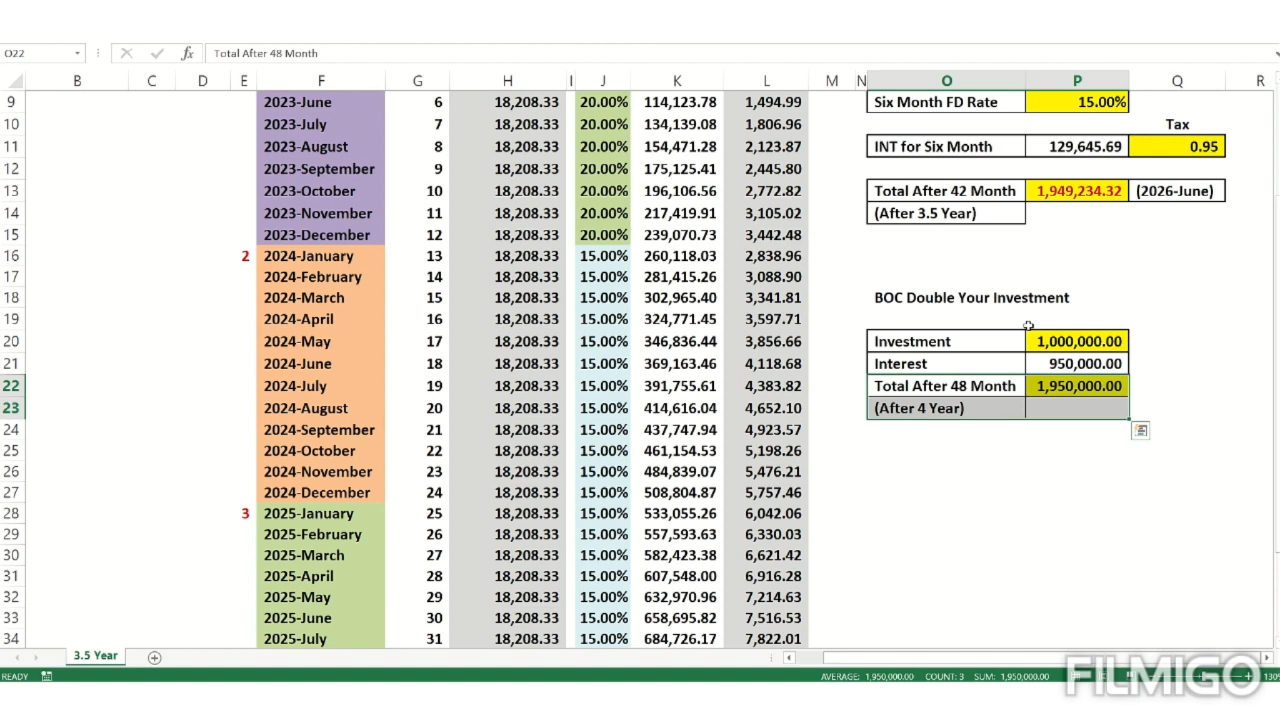 O22 fx Total After 48 Month
B C D E F G H I J K L M N O P Q R
9 2023-June 6 18,208.33 20.00% 114,123.78 1,494.99 Six Month FD Rate 15.00%
10 2023-July 7 18,208.33 20.00% 134,139.08 1,806.96 Tax
11 2023-August 8 18,208.33 20.00% 154,471.28 2,123.87 INT for Six Month 129,645.69 0.95
12 2023-September 9 18,208.33 20.00% 175,125.41 2,445.80
13 2023-October 10 18,208.33 20.00% 196,106.56 2,772.82 Total After 42 Month 1,949,234.32 (2026-June)
14 2023-November 11 18,208.33 20.00% 217,419.91 3,105.02 (After 3.5 Year)
15 2023-December 12 18,208.33 20.00% 239,070.73 3,442.48
16 2 2024-January 13 18,208.33 15.00% 260,118.03 2,838.96
17 2024-February 14 18,208.33 15.00% 281,415.26 3,088.90
18 2024-March 15 18,208.33 15.00% 302,965.40 3,341.81 BOC Double Your Investment
19 2024-April 16 18,208.33 15.00% 324,771.45 3,597.71
20 2024-May 17 18,208.33 15.00% 346,836.44 3,856.66 Investment 1,000,000.00
21 2024-June 18 18,208.33 15.00% 369,163.46 4,118.68 Interest 950,000.00
22 2024-July 19 18,208.33 15.00% 391,755.61 4,383.82 Total After 48 Month 1,950,000.00
23 2024-August 20 18,208.33 15.00% 414,616.04 4,652.10 (After 4 Year)
24 2024-September 21 18,208.33 15.00% 437,747.94 4,923.57
25 2024-October 22 18,208.33 15.00% 461,154.53 5,198.26
26 2024-November 23 18,208.33 15.00% 484,839.07 5,476.21
27 2024-December 24 18,208.33 15.00% 508,804.87 5,757.46
28 3 2025-January 25 18,208.33 15.00% 533,055.26 6,042.06
29 2025-February 26 18,208.33 15.00% 557,593.63 6,330.03
30 2025-March 27 18,208.33 15.00% 582,423.38 6,621.42
31 2025-April 28 18,208.33 15.00% 607,548.00 6,916.28
32 2025-May 29 18,208.33 15.00% 632,970.96 7,214.63
33 2025-June 30 18,208.33 15.00% 658,695.82 7,516.53
34 2025-July 31 18,208.33 15.00% 684,726.17 7,822.01
3.5 Year
READY AVERAGE: 1,950,000.00 COUNT: 3 SUM: 1,950,000.00
FILMIGO